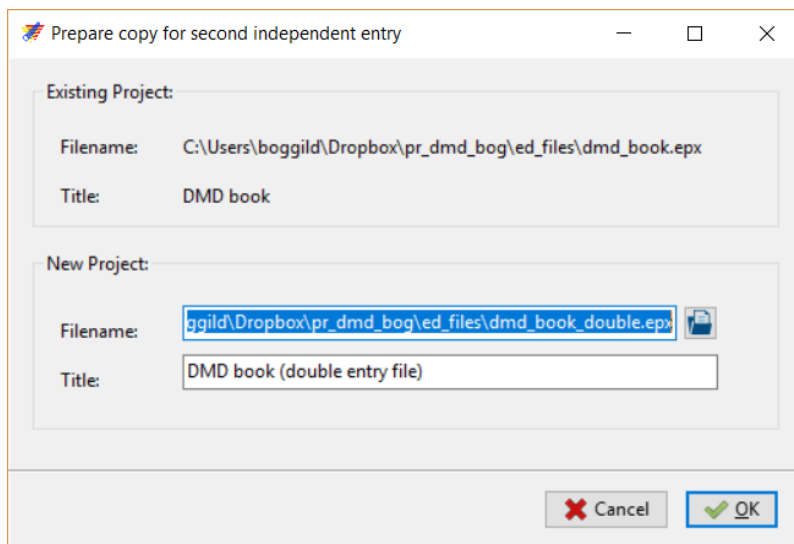 Prepare copy for second independent entry
Existing Project:
Filename: C:\Users\boggild\Dropbox\pr_dmd_bog\ed_files\dmd_book.epx
Title: DMD book
New Project:
Filename: ggild\Dropbox\pr_dmd_bog\ed_files\dmd_book_double.epx
Title: DMD book (double entry file)
Cancel OK